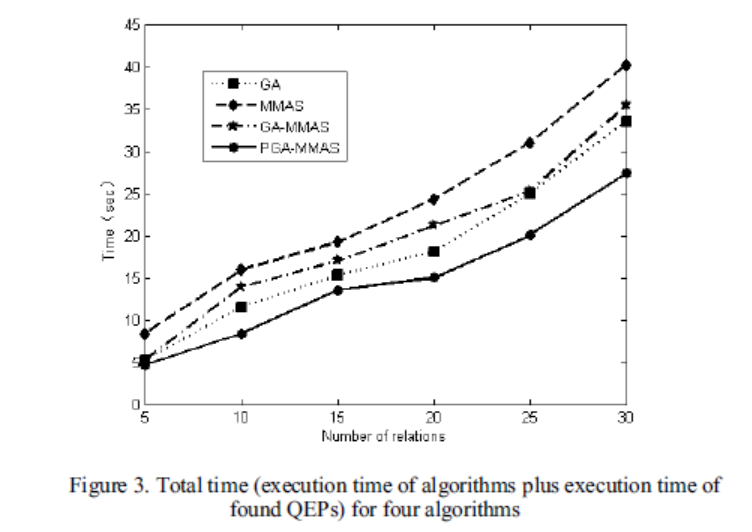 45
40
35
30
25
20
15
10
5
0
Time (sec)
GA
MMAS
GA-MMAS
PGA-MMAS
5 10 15 20 25 30
Number of relations
Figure 3. Total time (execution time of algorithms plus execution time of
found QEPs) for four algorithms